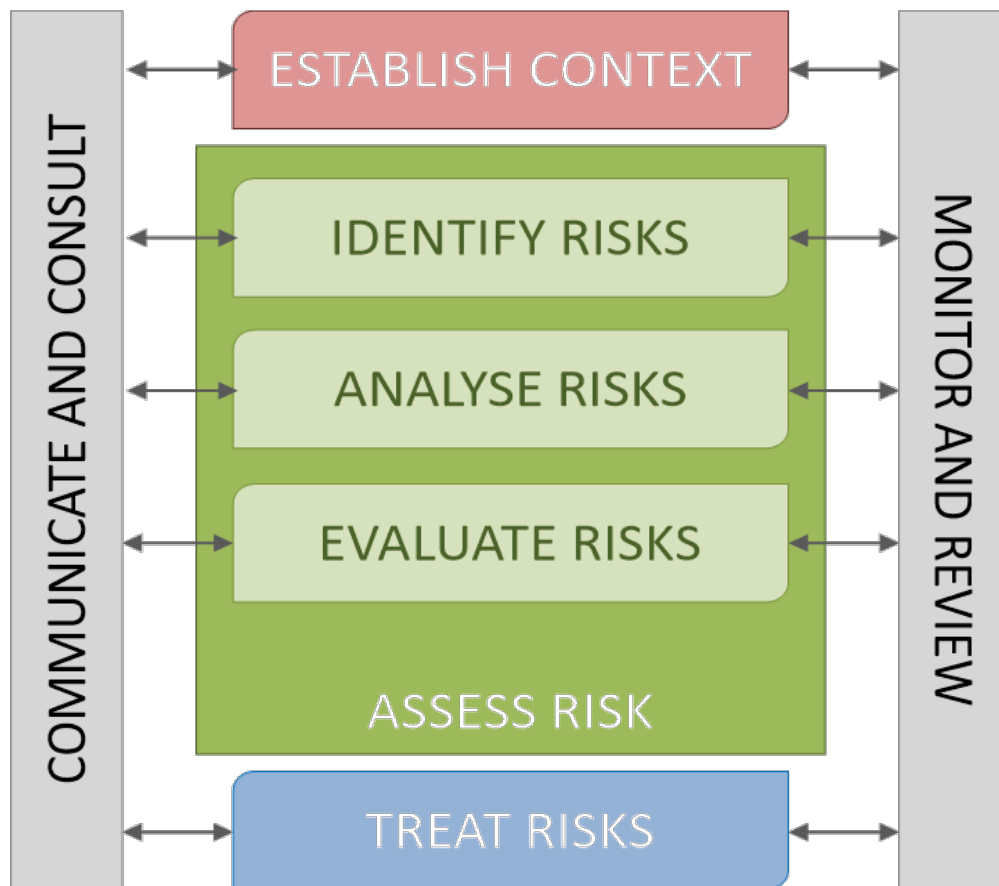 ESTABLISH CONTEXT
COMMUNICATE AND CONSULT
IDENTIFY RISKS
ANALYSE RISKS
EVALUATE RISKS
ASSESS RISK
MONITOR AND REVIEW
TREAT RISKS